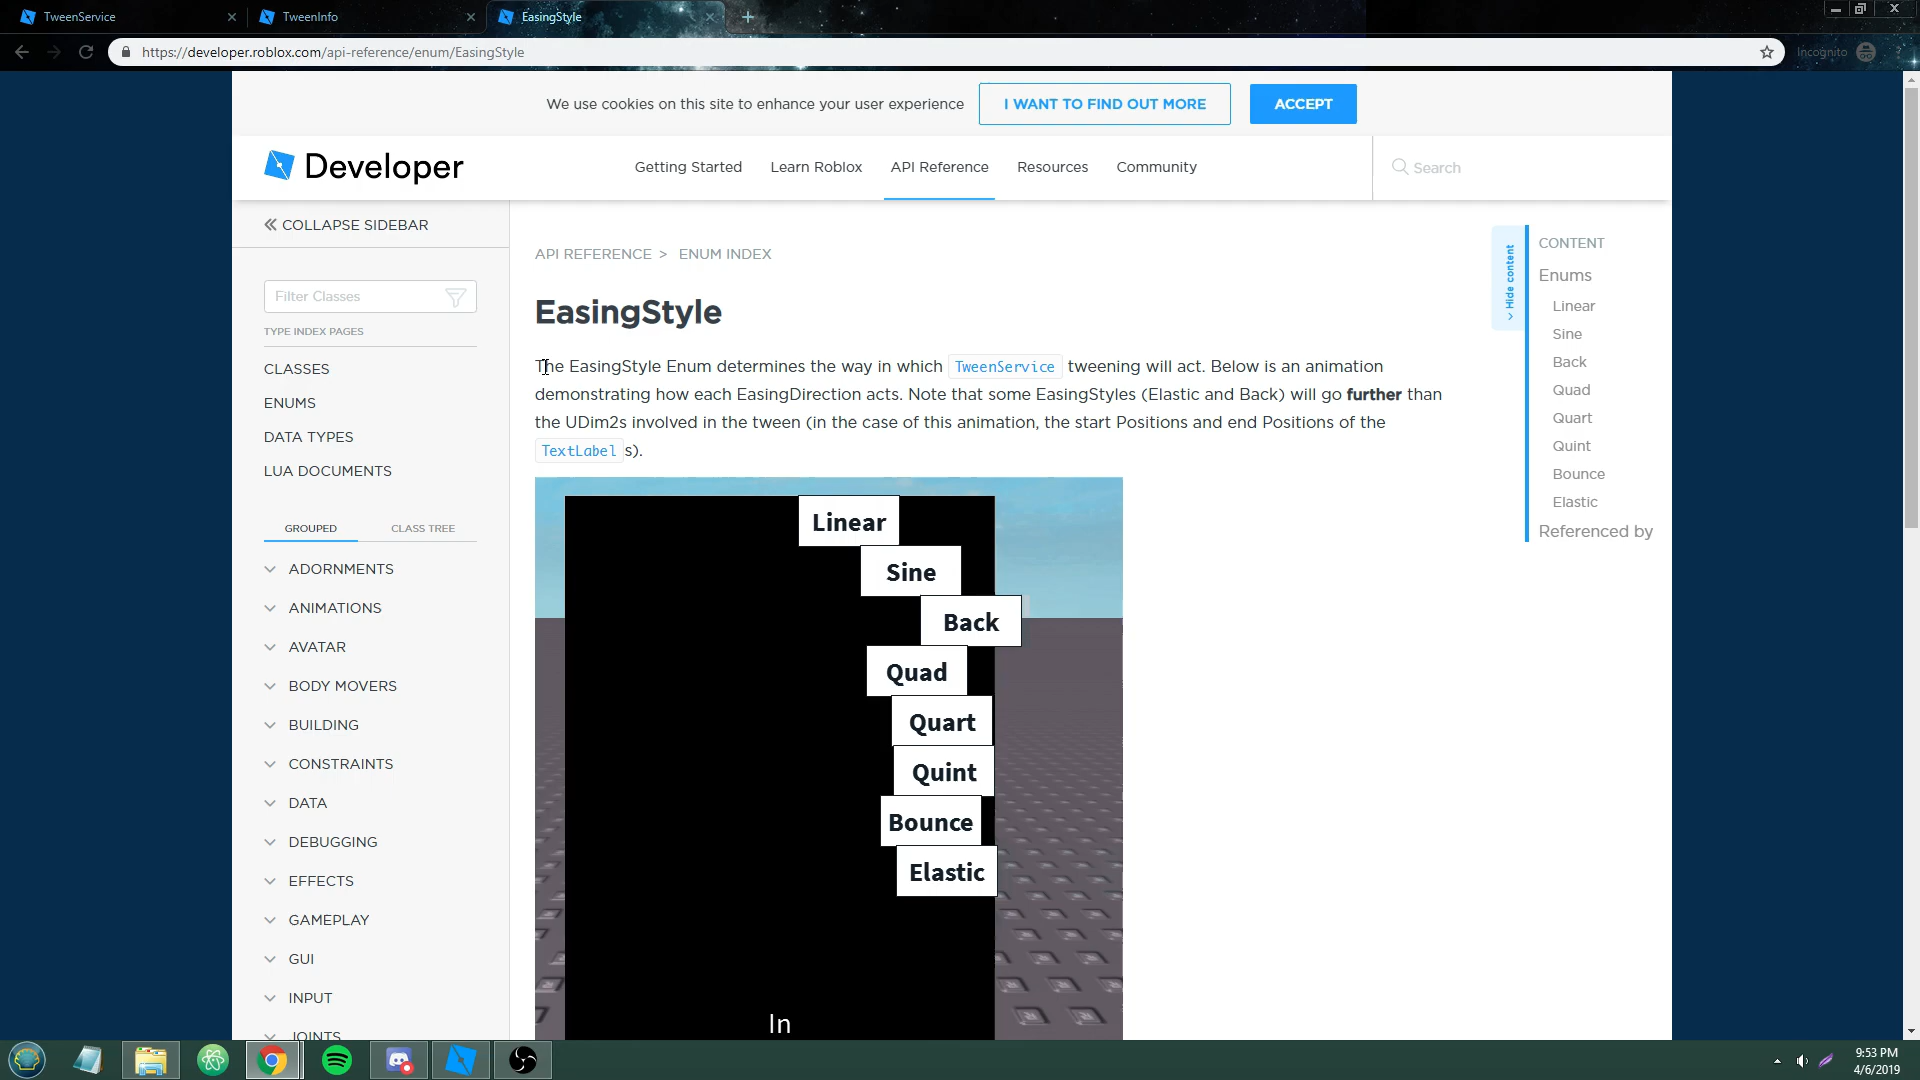 TweenService
TweenInfo
EasingStyle
https://developer.roblox.com/api-reference/enum/EasingStyle
Incognito
We use cookies on this site to enhance your user experience
I WANT TO FIND OUT MORE
ACCEPT
Developer
Getting Started
Learn Roblox
API Reference
Resources
Community
Search
COLLAPSE SIDEBAR
Filter Classes
TYPE INDEX PAGES
CLASSES
ENUMS
DATA TYPES
LUA DOCUMENTS
GROUPED
CLASS TREE
ADORNMENTS
ANIMATIONS
AVATAR
BODY MOVERS
BUILDING
CONSTRAINTS
DATA
DEBUGGING
EFFECTS
GAMEPLAY
GUI
INPUT
JOINTS
API REFERENCE > ENUM INDEX
EasingStyle
The EasingStyle Enum determines the way in which TweenService tweening will act. Below is an animation
demonstrating how each EasingDirection acts. Note that some EasingStyles (Elastic and Back) will go further than
the UDim2s involved in the tween (in the case of this animation, the start Positions and end Positions of the
TextLabel s).
Linear
Sine
Back
Quad
Quart
Quint
Bounce
Elastic
In
Hide content
CONTENT
Enums
Linear
Sine
Back
Quad
Quart
Quint
Bounce
Elastic
Referenced by
9:53 PM
4/6/2019